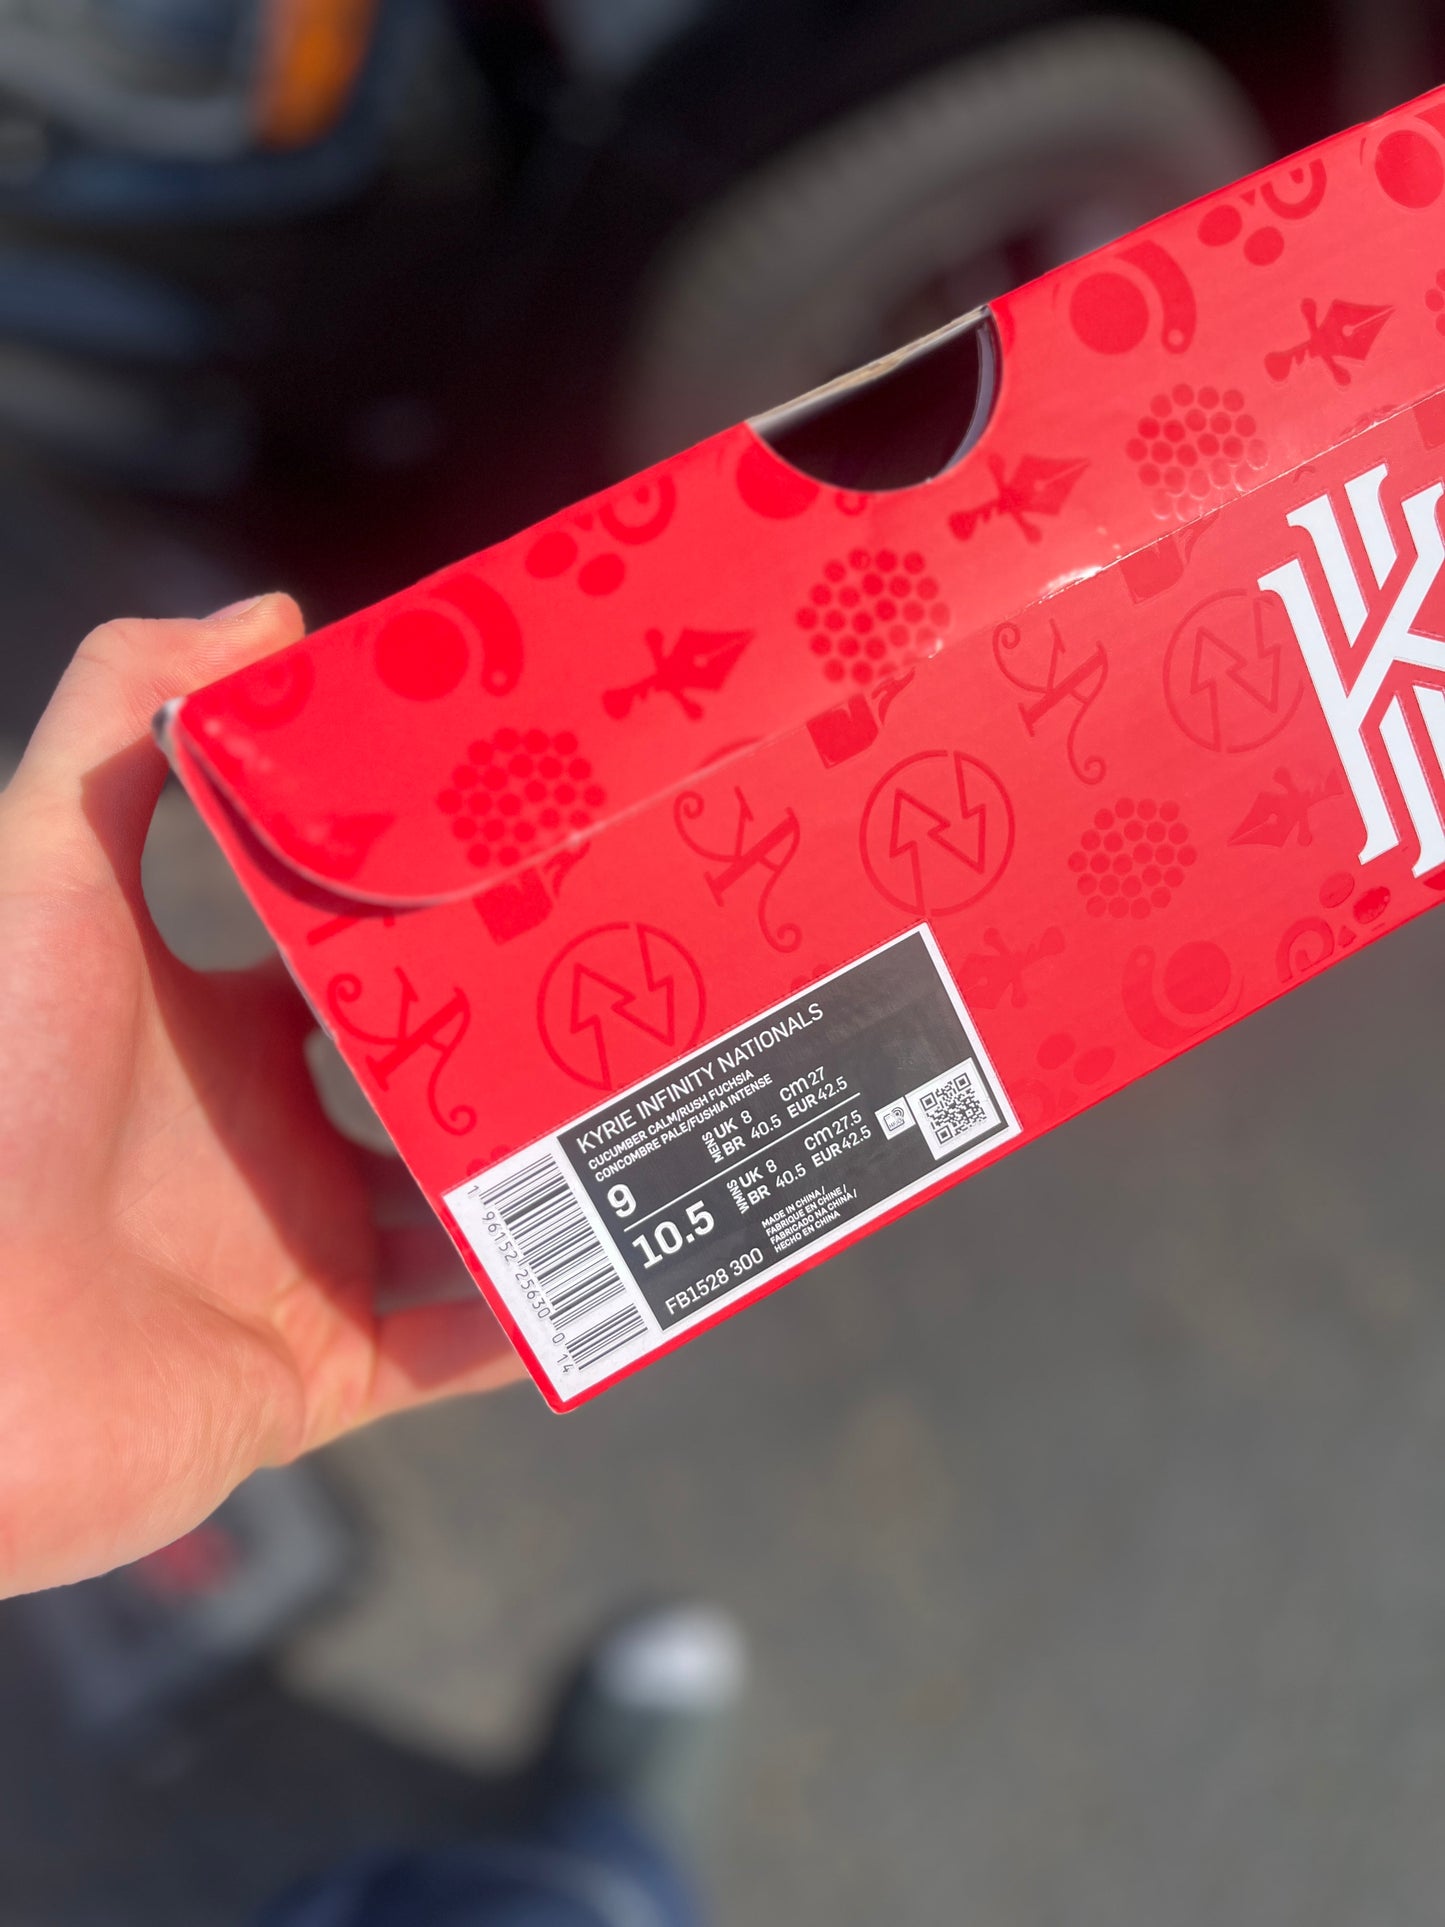 KYRIE INFINITY NATIONALS
CUCUMBER CALM/RUSH FUCHSIA
CONCOMBRE PALE/FUSHIA INTENSE
9
MENS
UK 8
BR 40.5
cm 27
EUR 42.5
10.5
WMNS
UK 8
BR 40.5
cm 27.5
EUR 42.5
FB1528 300
MADE IN CHINA /
FABRIQUE EN CHINE /
FABRICADO NA CHINA /
HECHO EN CHINA
1 96152 25630 0 14